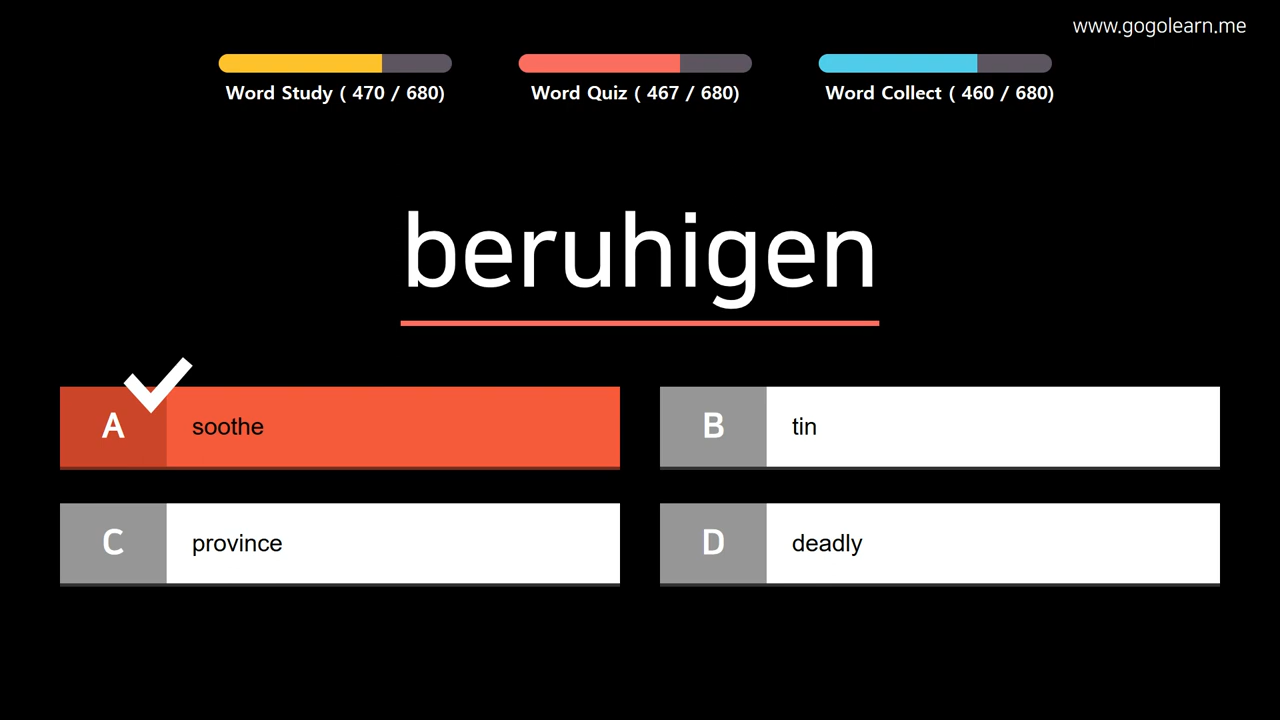 www.gogolearn.me
Word Study ( 470 / 680)
Word Quiz ( 467 / 680)
Word Collect ( 460 / 680)
beruhigen
A soothe
B tin
C province
D deadly